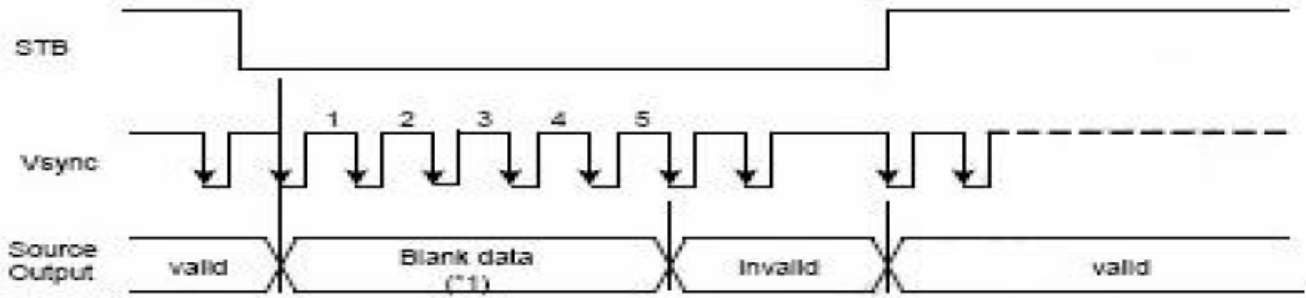 STB
1 2 3 4 5
Vsync
Source
Output
valid
Blank data
(*1)
Invalid
valid